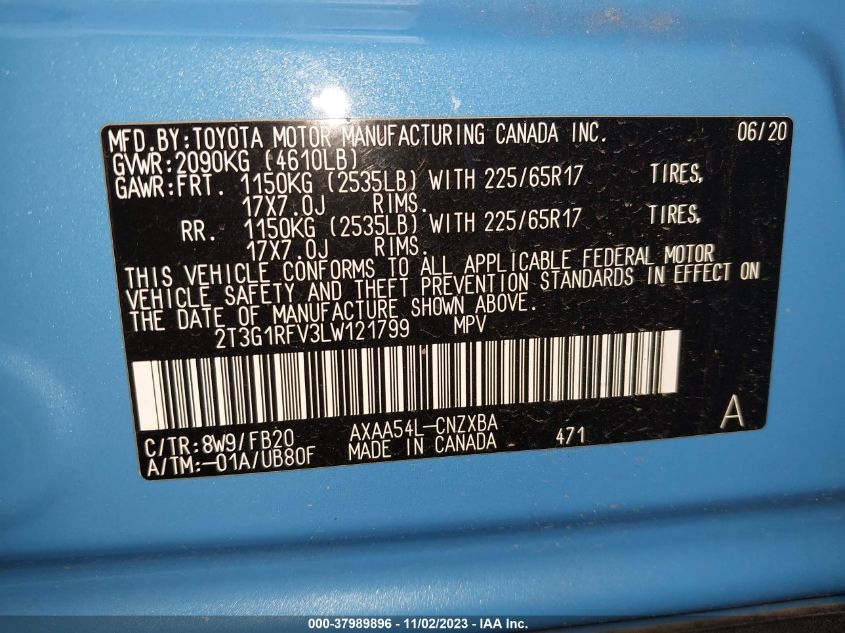 MFD.BY:TOYOTA MOTOR MANUFACTURING CANADA INC. 06/20
GVWR:2090KG (4610LB)
GAWR:FRT. 1150KG (2535LB) WITH 225/65R17 TIRES,
17X7.0J RIMS.
RR. 1150KG (2535LB) WITH 225/65R17 TIRES,
17X7.0J RIMS.
THIS VEHICLE CONFORMS TO ALL APPLICABLE FEDERAL MOTOR
VEHICLE SAFETY AND THEFT PREVENTION STANDARDS IN EFFECT ON
THE DATE OF MANUFACTURE SHOWN ABOVE.
2T3G1RFV3LW121799 MPV
A
C/TR:8W9/FB20 AXAA54L-CNZXBA 471
A/TM:-01A/UB80F MADE IN CANADA
000-37989896 - 11/02/2023 - IAA Inc.